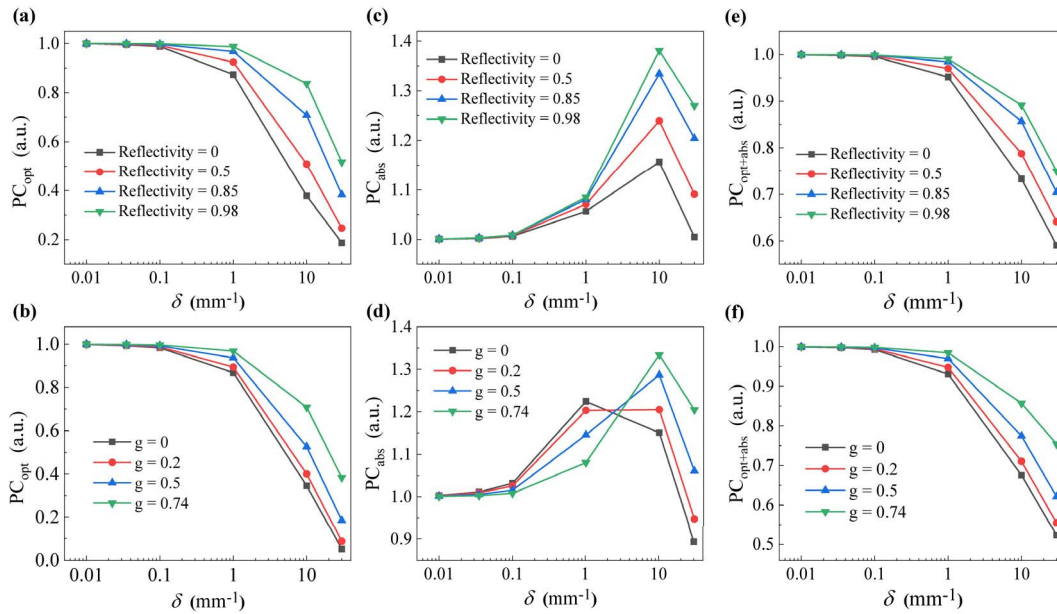 (a)
1.0
0.8
0.6
0.4
0.2
PCopt (a.u.)
Reflectivity = 0
Reflectivity = 0.5
Reflectivity = 0.85
Reflectivity = 0.98
0.01
0.1
1
10
δ (mm-1)
(c)
1.4
1.3
1.2
1.1
1.0
PCabs (a.u.)
Reflectivity = 0
Reflectivity = 0.5
Reflectivity = 0.85
Reflectivity = 0.98
0.01
0.1
1
10
δ (mm-1)
(e)
1.0
0.9
0.8
0.7
0.6
PCopt+abs (a.u.)
Reflectivity = 0
Reflectivity = 0.5
Reflectivity = 0.85
Reflectivity = 0.98
0.01
0.1
1
10
δ (mm-1)
(b)
1.0
0.8
0.6
0.4
0.2
0.0
PCopt (a.u.)
g = 0
g = 0.2
g = 0.5
g = 0.74
0.01
0.1
1
10
δ (mm-1)
(d)
1.4
1.3
1.2
1.1
1.0
0.9
PCabs (a.u.)
g = 0
g = 0.2
g = 0.5
g = 0.74
0.01
0.1
1
10
δ (mm-1)
(f)
1.0
0.9
0.8
0.7
0.6
0.5
PCopt+abs (a.u.)
g = 0
g = 0.2
g = 0.5
g = 0.74
0.01
0.1
1
10
δ (mm-1)